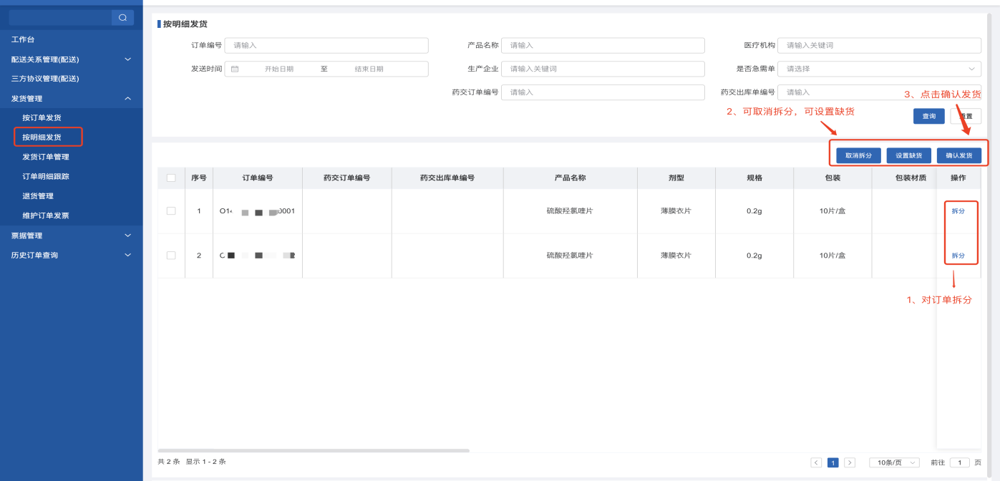 工作台
配送关系管理(配送)
三方协议管理(配送)
发货管理
按订单发货
按明细发货
发货订单管理
订单明细跟踪
退货管理
维护订单发票
票据管理
历史订单查询
按明细发货
订单编号 请输入 产品名称 请输入 医疗机构 请输入关键词
发送时间 开始日期 至 结束日期 生产企业 请输入关键词 是否急需单 请选择
药交订单编号 请输入 药交出库单编号 请输入
3、点击确认发货
2、可取消拆分，可设置缺货
查询 重置
取消拆分 设置缺货 确认发货
序号 订单编号 药交订单编号 药交出库单编号 产品名称 剂型 规格 包装 包装材质 操作
1 硫酸羟氯喹片 薄膜衣片 0.2g 10片/盒 拆分
2 硫酸羟氯喹片 薄膜衣片 0.2g 10片/盒 拆分
1、对订单拆分
共 2 条 显示 1 - 2 条 1 10条/页 前往 1 页